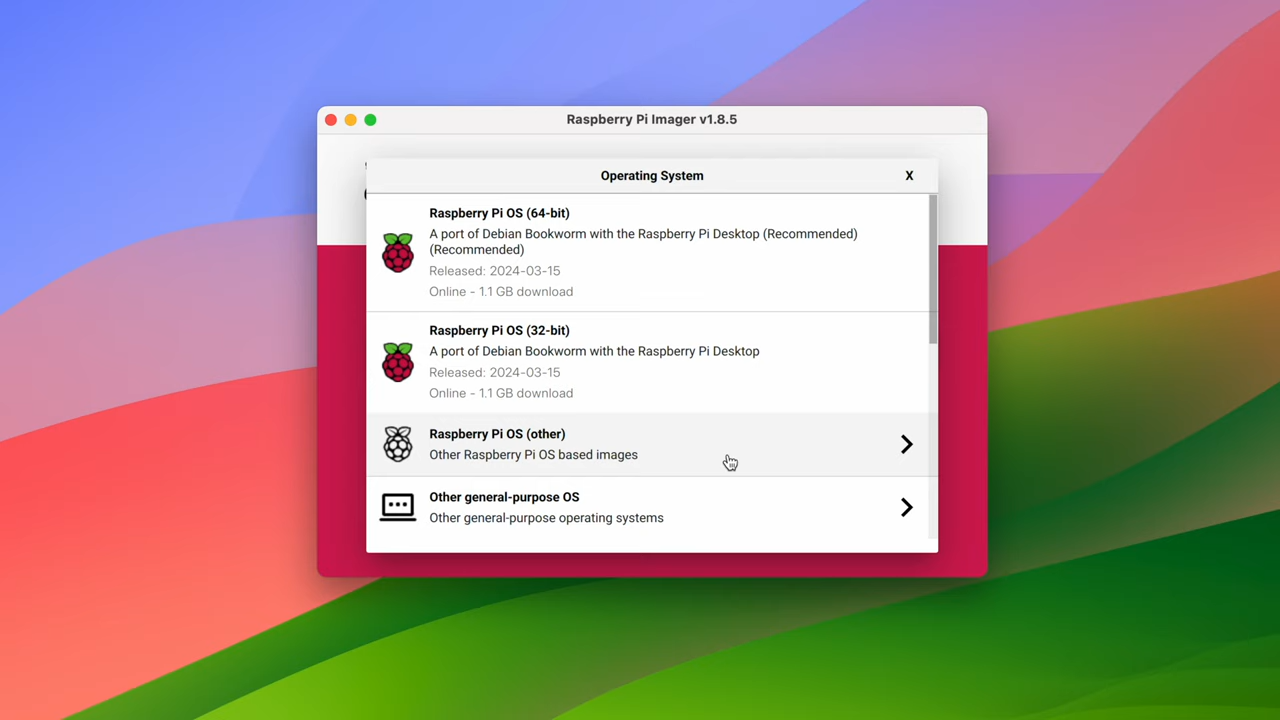 Raspberry Pi Imager v1.8.5
Operating System
X
Raspberry Pi OS (64-bit)
A port of Debian Bookworm with the Raspberry Pi Desktop (Recommended)
(Recommended)
Released: 2024-03-15
Online - 1.1 GB download
Raspberry Pi OS (32-bit)
A port of Debian Bookworm with the Raspberry Pi Desktop
Released: 2024-03-15
Online - 1.1 GB download
Raspberry Pi OS (other)
Other Raspberry Pi OS based images
Other general-purpose OS
Other general-purpose operating systems